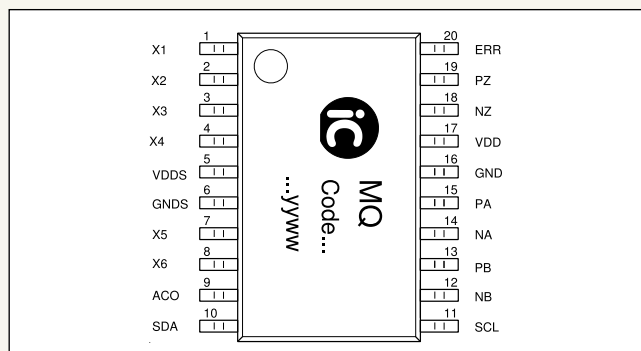 X1 1 20 ERR
X2 2 19 PZ
X3 3 18 NZ
X4 4 17 VDD
VDDS 5 16 GND
GNDS 6 15 PA
X5 7 14 NA
X6 8 13 PB
ACO 9 12 NB
SDA 10 11 SCL
iC
MQ
Code...
...yyww